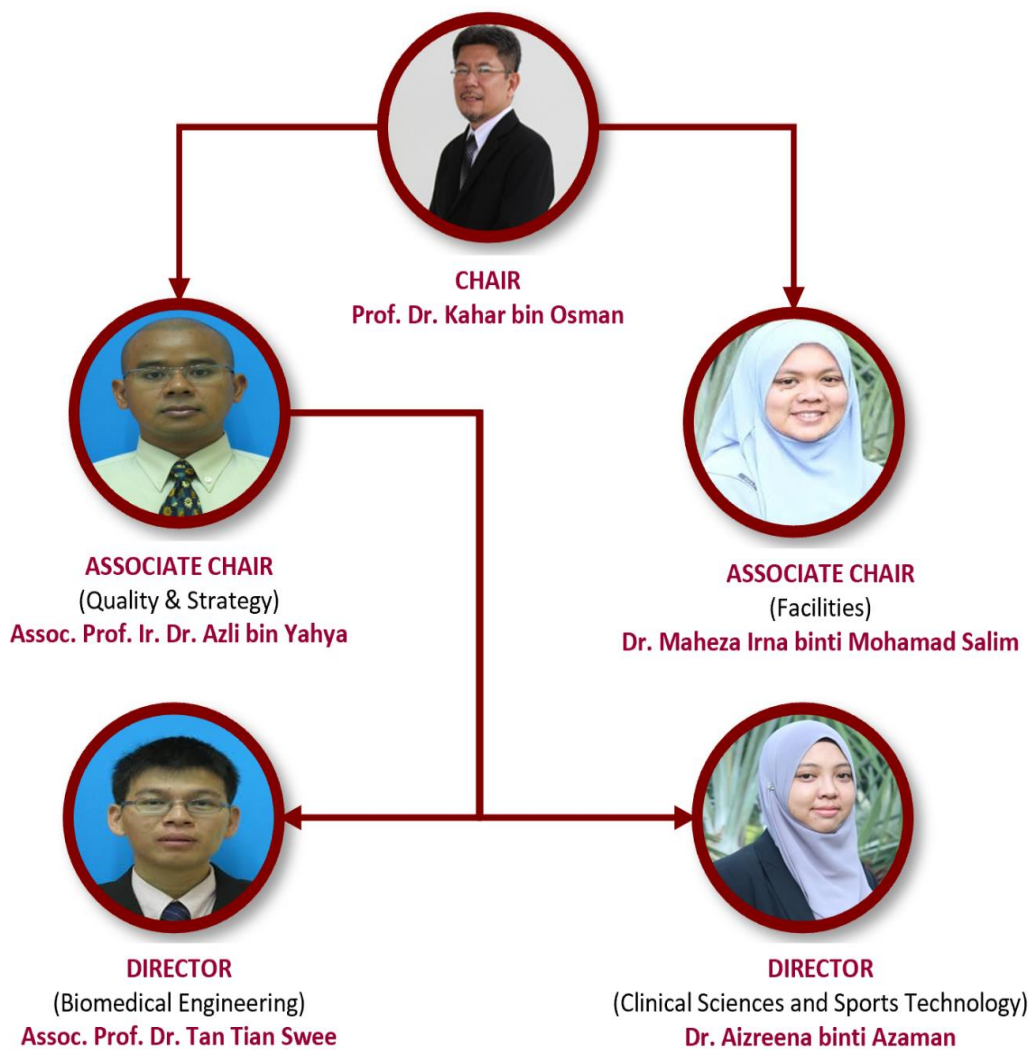 CHAIR
Prof. Dr. Kahar bin Osman
ASSOCIATE CHAIR
(Quality & Strategy)
Assoc. Prof. Ir. Dr. Azli bin Yahya
ASSOCIATE CHAIR
(Facilities)
Dr. Maheza Irna binti Mohamad Salim
DIRECTOR
(Biomedical Engineering)
Assoc. Prof. Dr. Tan Tian Swee
DIRECTOR
(Clinical Sciences and Sports Technology)
Dr. Aizreena binti Azaman